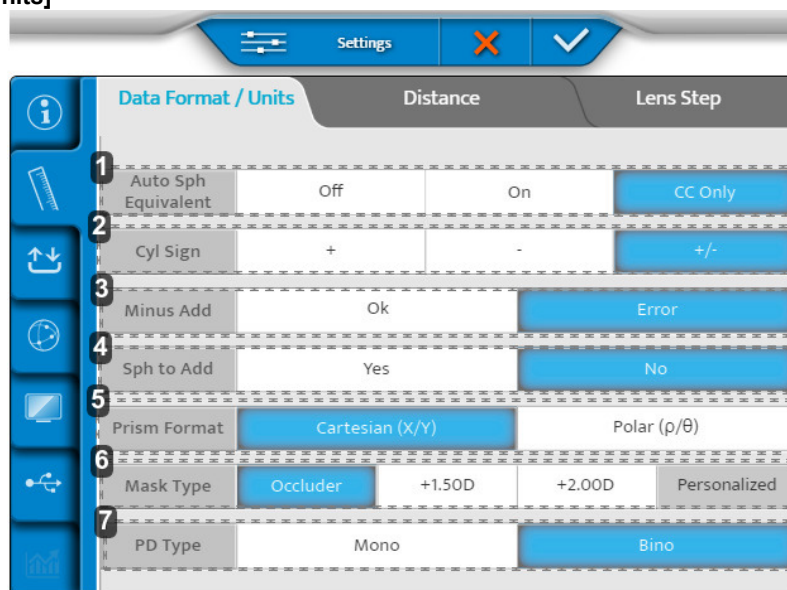 Settings
Data Format / Units Distance Lens Step
1
Auto Sph Equivalent Off On CC Only
2
Cyl Sign + - +/-
3
Minus Add Ok Error
4
Sph to Add Yes No
5
Prism Format Cartesian (X/Y) Polar (ρ/θ)
6
Mask Type Occluder +1.50D +2.00D Personalized
7
PD Type Mono Bino